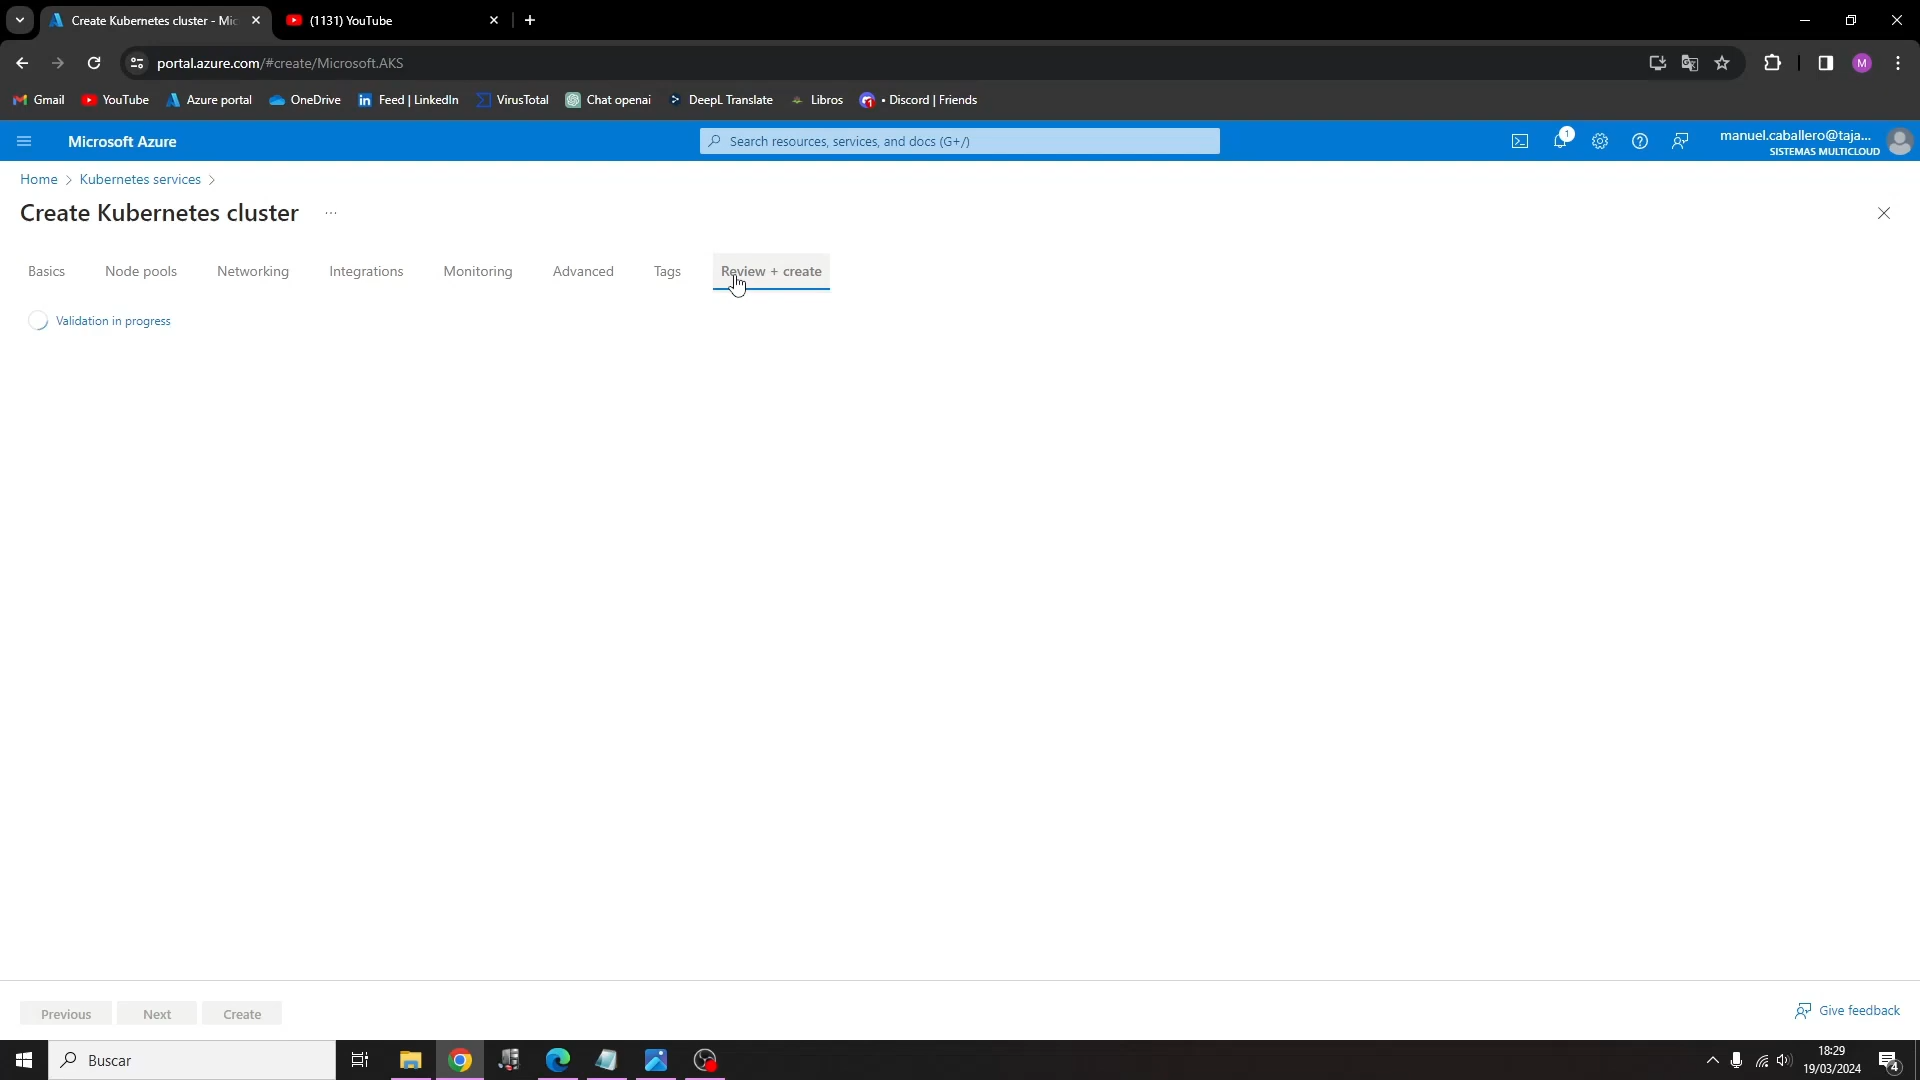 Create Kubernetes cluster - Mic
(1131) YouTube
portal.azure.com/#create/Microsoft.AKS
M
Gmail
YouTube
Azure portal
OneDrive
Feed | LinkedIn
VirusTotal
Chat openai
DeepL Translate
Libros
• Discord | Friends
Microsoft Azure
Search resources, services, and docs (G+/)
1
manuel.caballero@taja...
SISTEMAS MULTICLOUD
Home > Kubernetes services >
Create Kubernetes cluster ...
Basics
Node pools
Networking
Integrations
Monitoring
Advanced
Tags
Review + create
Validation in progress
Previous
Next
Create
Give feedback
Buscar
18:29
19/03/2024
4